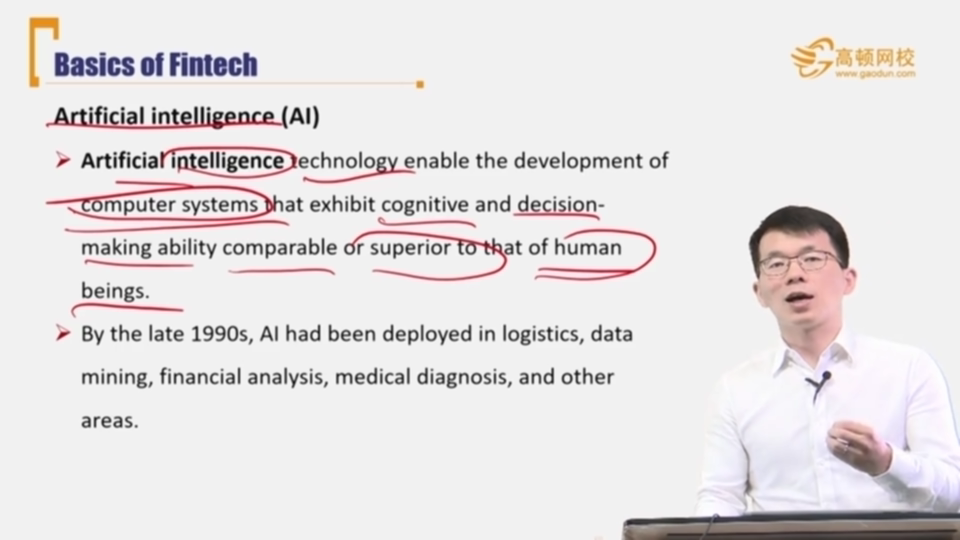 Basics of Fintech
高顿网校
www.gaodun.com
Artificial intelligence (AI)
Artificial intelligence technology enable the development of
computer systems that exhibit cognitive and decision-
making ability comparable or superior to that of human
beings.
By the late 1990s, AI had been deployed in logistics, data
mining, financial analysis, medical diagnosis, and other
areas.